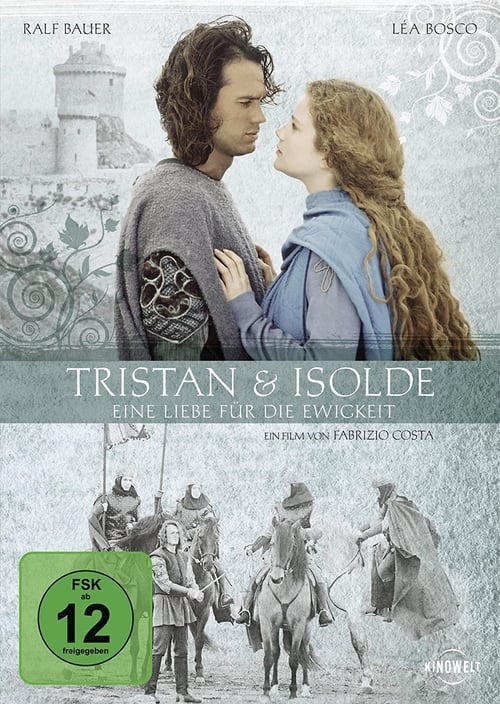 RALF BAUER
LÉA BOSCO
TRISTAN & ISOLDE
EINE LIEBE FÜR DIE EWIGKEIT
EIN FILM VON FABRIZIO COSTA
FSK
ab
12
freigegeben
KINOWELT